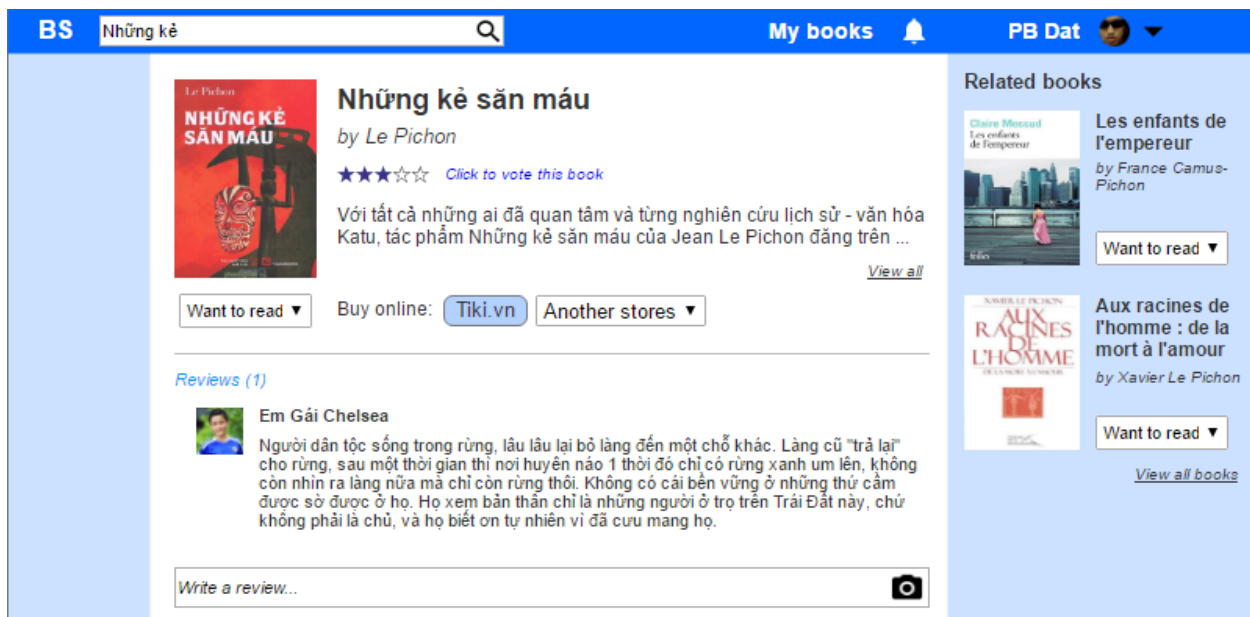 BS
Những kẻ
My books
PB Dat
Le Pichon
NHỮNG KẺ
SĂN MÁU
Những kẻ săn máu
by Le Pichon
★★★☆☆ Click to vote this book
Với tất cả những ai đã quan tâm và từng nghiên cứu lịch sử - văn hóa
Katu, tác phẩm Những kẻ săn máu của Jean Le Pichon đăng trên ...
View all
Want to read ▼
Buy online: Tiki.vn Another stores ▼
Reviews (1)
Em Gái Chelsea
Người dân tộc sống trong rừng, lâu lâu lại bỏ làng đến một chỗ khác. Làng cũ "trả lại"
cho rừng, sau một thời gian thì nơi huyên náo 1 thời đó chỉ có rừng xanh um lên, không
còn nhìn ra làng nữa mà chỉ còn rừng thôi. Không có cái bền vững ở những thứ cầm
được sờ được ở họ. Họ xem bản thân chỉ là những người ở trọ trên Trái Đất này, chứ
không phải là chủ, và họ biết ơn tự nhiên vì đã cưu mang họ.
Write a review...
Related books
Claire Messud
Les enfants
de l'empereur
folio
Les enfants de
l'empereur
by France Camus-
Pichon
Want to read ▼
XAVIER LE PICHON
AUX
RACINES
DE
L'HOMME
DE LA MORT À L'AMOUR
Aux racines de
l'homme : de la
mort à l'amour
by Xavier Le Pichon
Want to read ▼
View all books